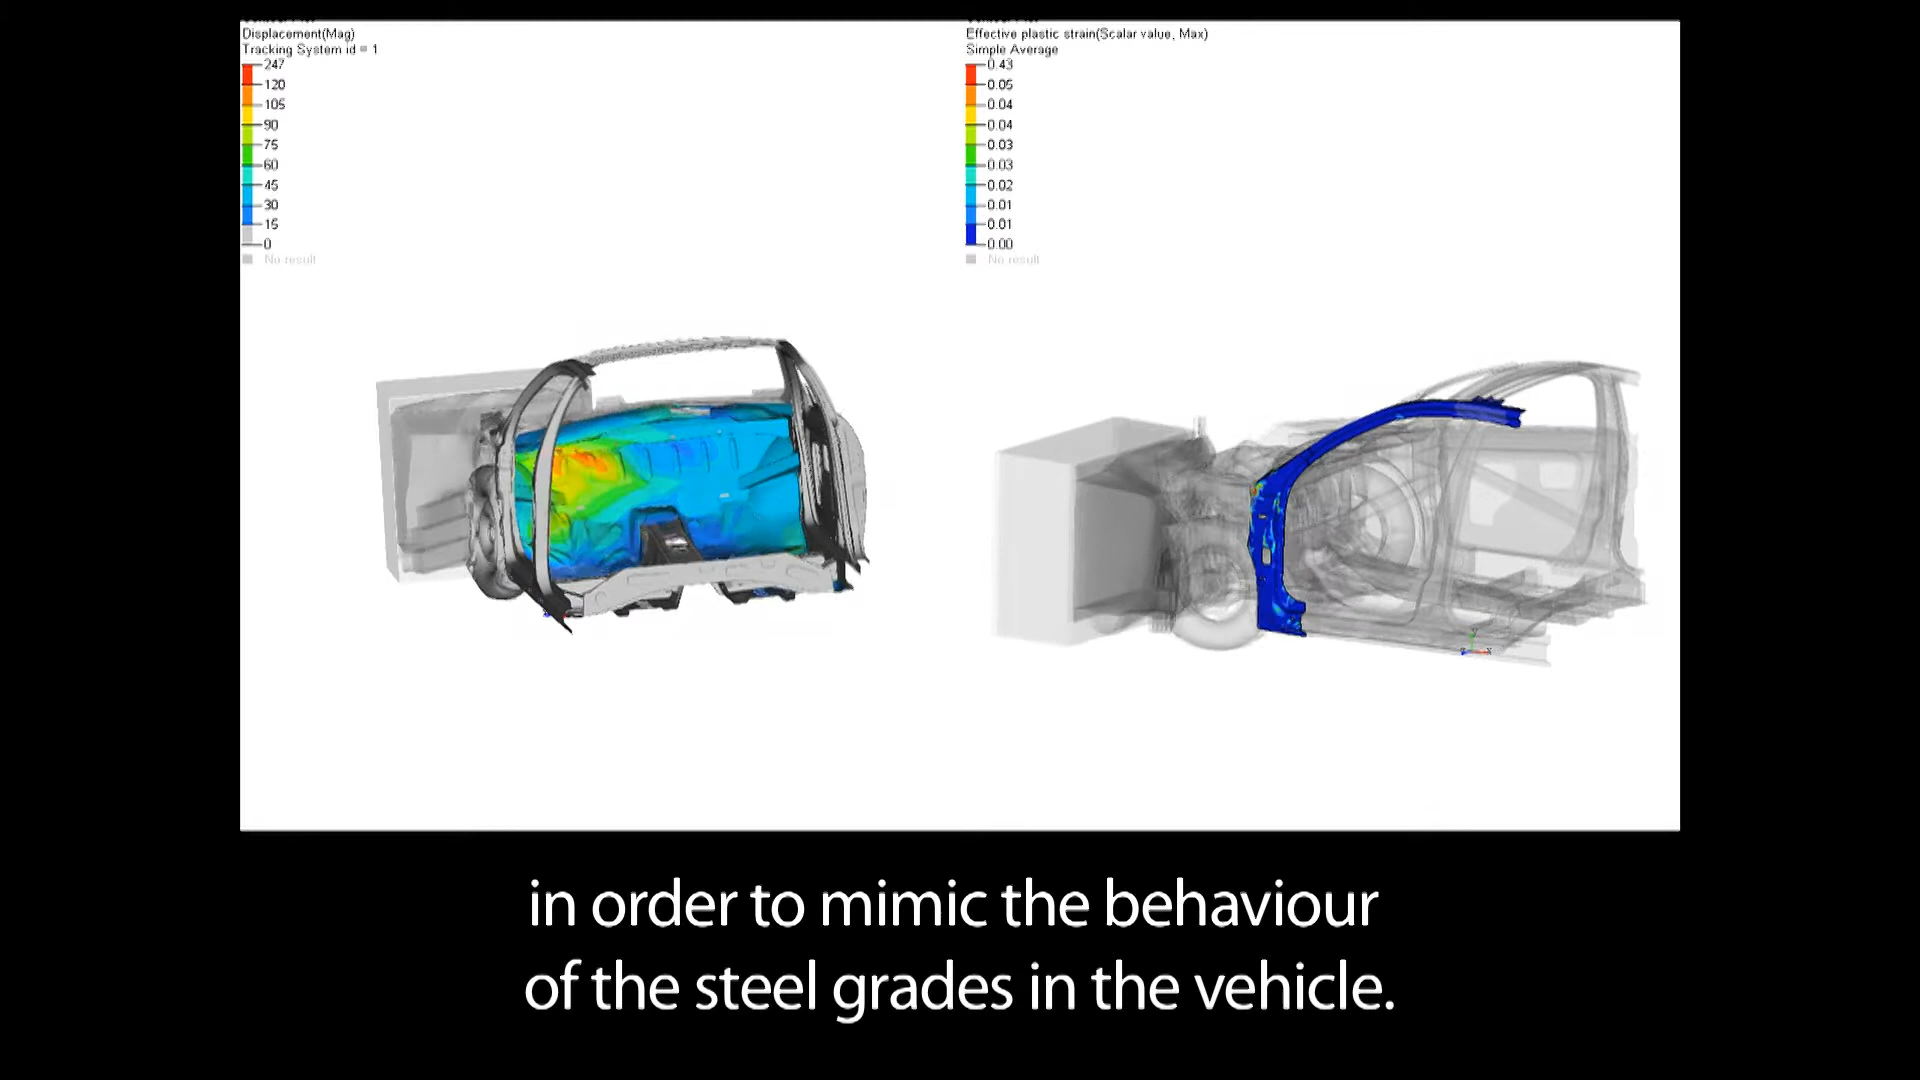 Displacement(Mag)
Tracking System id = 1
247
120
105
90
75
60
45
30
15
0
No result
Effective plastic strain(Scalar value, Max)
Simple Average
0.43
0.05
0.04
0.04
0.03
0.03
0.02
0.01
0.01
0.00
No result
in order to mimic the behaviour
of the steel grades in the vehicle.